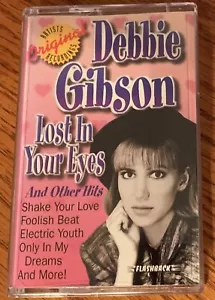 ARTISTS
Original
RECORDINGS
Debbie
Gibson
Lost In
Your Eyes
And Other Hits
Shake Your Love
Foolish Beat
Electric Youth
Only In My
Dreams
And More!
FLASHBACK